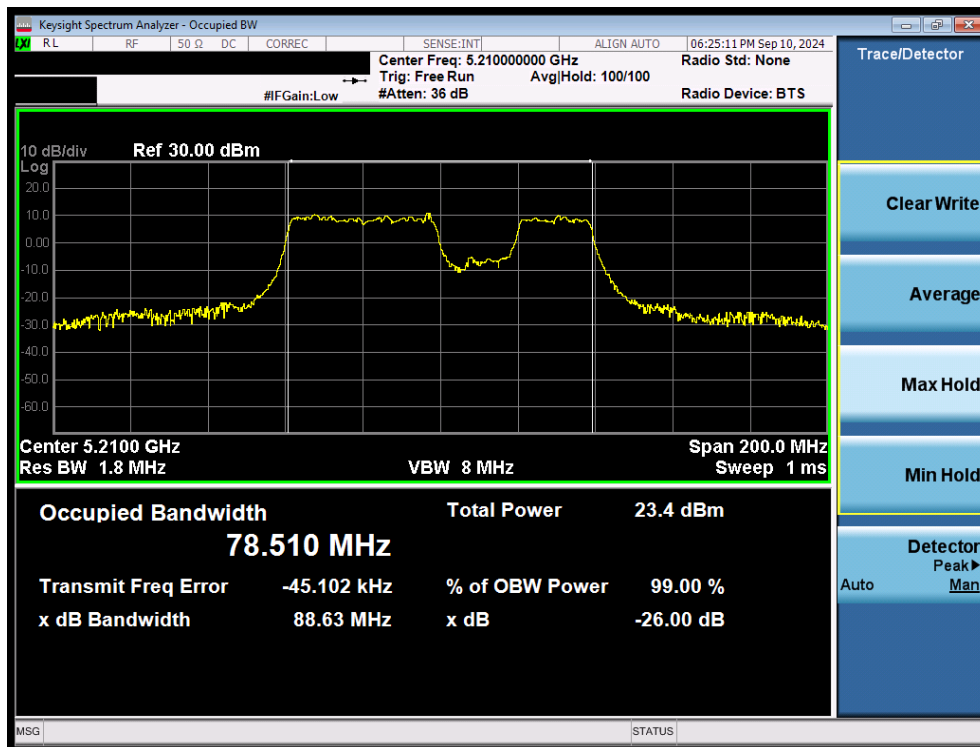 Keysight Spectrum Analyzer - Occupied BW
LXI RL RF 50 Ω DC CORREC SENSE:INT ALIGN AUTO 06:25:11 PM Sep 10, 2024
Center Freq: 5.210000000 GHz Radio Std: None
Trig: Free Run Avg|Hold: 100/100
#IFGain:Low #Atten: 36 dB Radio Device: BTS
10 dB/div Ref 30.00 dBm
Log
20.0
10.0
0.00
-10.0
-20.0
-30.0
-40.0
-50.0
-60.0
Center 5.2100 GHz Span 200.0 MHz
Res BW 1.8 MHz VBW 8 MHz Sweep 1 ms
Occupied Bandwidth Total Power 23.4 dBm
78.510 MHz
Transmit Freq Error -45.102 kHz % of OBW Power 99.00 %
x dB Bandwidth 88.63 MHz x dB -26.00 dB
MSG STATUS
Trace/Detector
Clear Write
Average
Max Hold
Min Hold
Detector
Peak▶
Auto Man